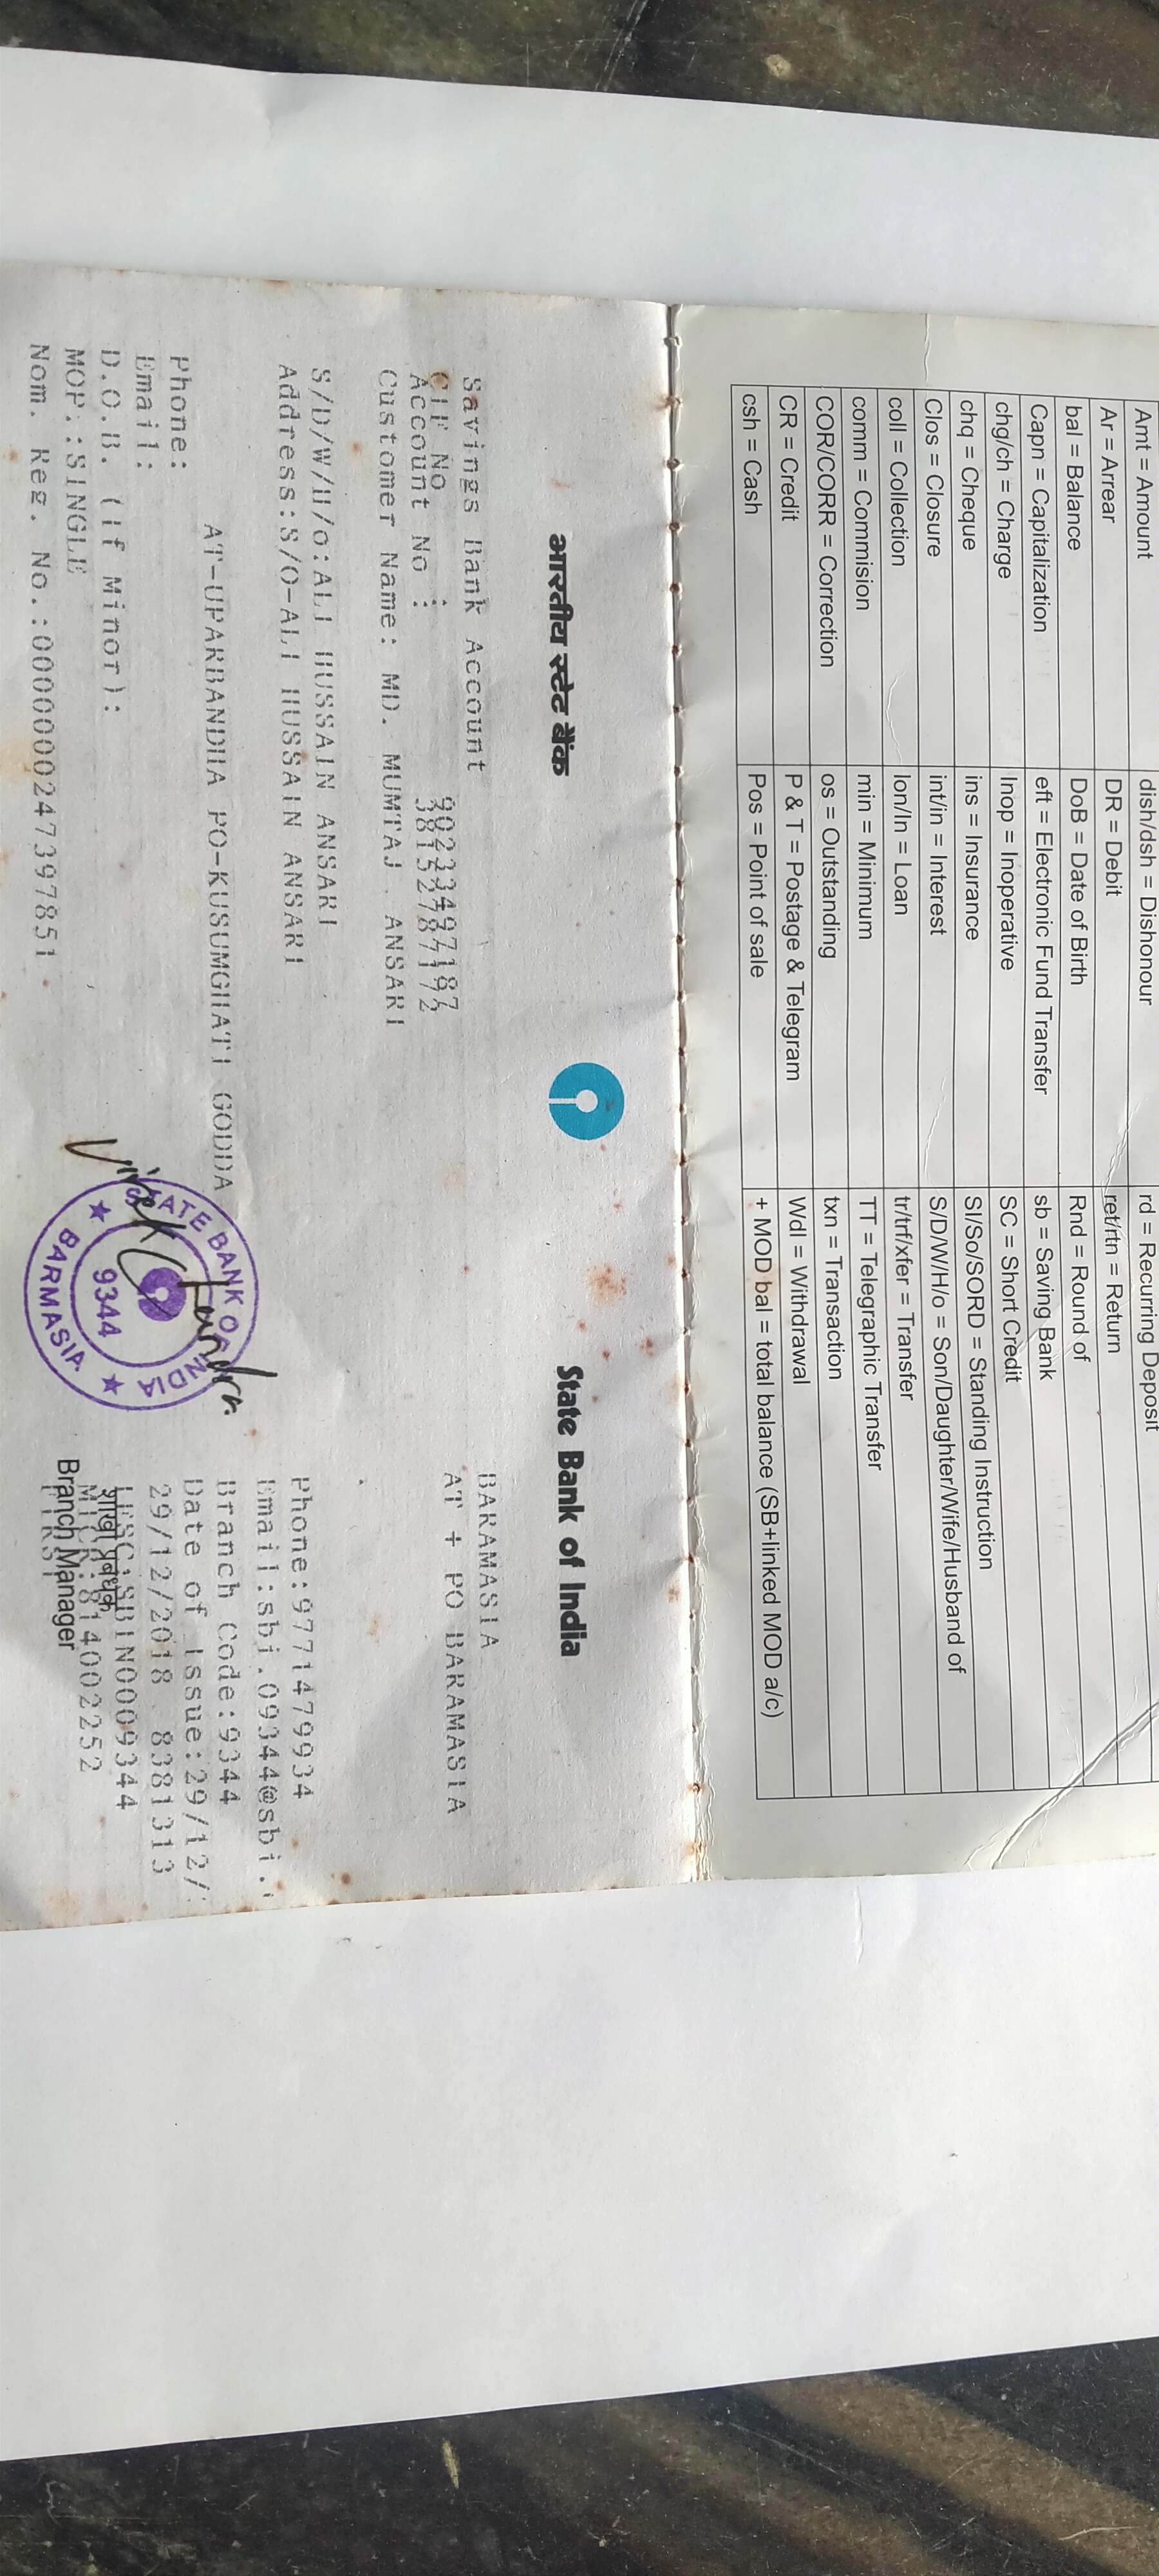 Amt = Amount
dish/dsh = Dishonour
rd = Recurring Deposit
Ar = Arrear
DR = Debit
ret/rtn = Return
bal = Balance
DoB = Date of Birth
Rnd = Round of
Capn = Capitalization
eft = Electronic Fund Transfer
sb = Saving Bank
chg/ch = Charge
Inop = Inoperative
SC = Short Credit
chq = Cheque
ins = Insurance
SI/So/SORD = Standing Instruction
Clos = Closure
int/in = Interest
S/D/W/H/o = Son/Daughter/Wife/Husband of
coll = Collection
lon/ln = Loan
tr/trf/xfer = Transfer
comm = Commision
min = Minimum
TT = Telegraphic Transfer
COR/CORR = Correction
os = Outstanding
txn = Transaction
CR = Credit
P & T = Postage & Telegram
Wdl = Withdrawal
csh = Cash
Pos = Point of sale
+ MOD bal = total balance (SB+linked MOD a/c)
भारतीय स्टेट बैंक
State Bank of India
Savings Bank Account
BARAMASIA
CIF No :
AT + PO BARAMASIA
Account No :
Customer Name: MD. MUMTAJ . ANSARI
S/D/W/H/o:ALI HUSSAIN ANSARI
Phone:9771479934
Address:S/O-ALI HUSSAIN ANSARI
Email:sbi.09344@sbi.
Branch Code:9344
AT-UPARBANDHA PO-KUSUMGHATI GODDA
Date of Issue:29/12/
Phone:
29/12/2018 8381313
Email:
IFSC:SBIN0009344
D.O.B. (If Minor):
MICR:814002252
MOP.:SINGLE
Nom. Reg. No.:0000000247397851
STATE BANK OF INDIA
9344
BARMASIA
शाखा प्रबंधक
Branch Manager